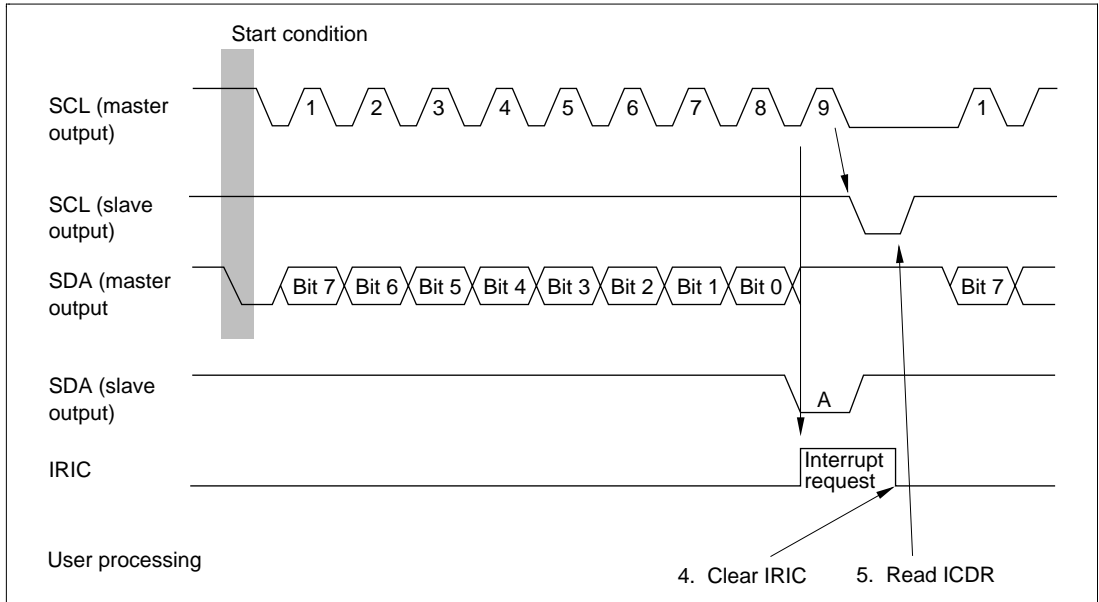 Start condition
SCL (master
output)
1 2 3 4 5 6 7 8 9 1
SCL (slave
output)
SDA (master
output
Bit 7 Bit 6 Bit 5 Bit 4 Bit 3 Bit 2 Bit 1 Bit 0 Bit 7
SDA (slave
output)
A
IRIC
Interrupt
request
User processing
4. Clear IRIC 5. Read ICDR